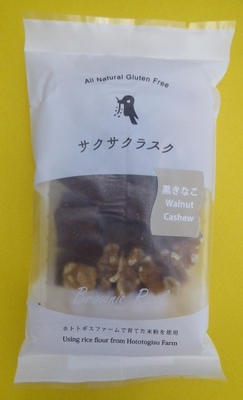 All Natural Gluten Free
サクサクラスク
黒きなこ
Walnut
Cashew
ホトトギスファームで育てた米粉を使用
Using rice flour from Hototogisu Farm